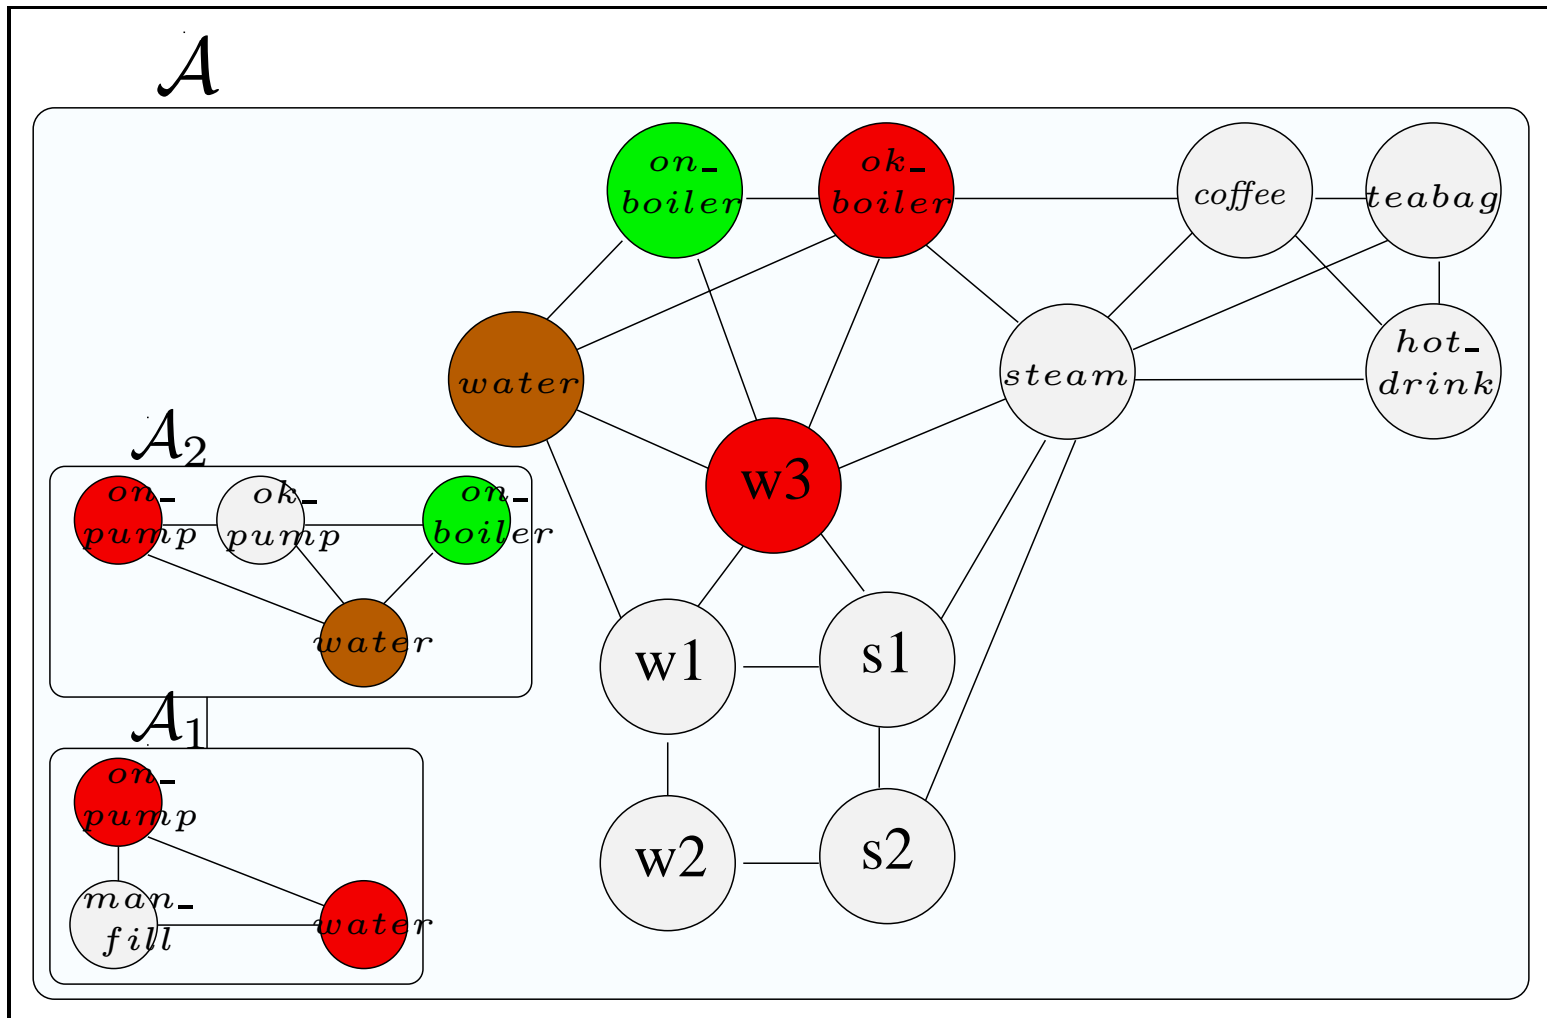 𝒜
on_
boiler
ok_
boiler
coffee
teabag
water
steam
hot_
drink
𝒜₂
on_
pump
ok_
pump
on_
boiler
water
w3
w1
s1
𝒜₁
on_
pump
man_
fill
water
w2
s2